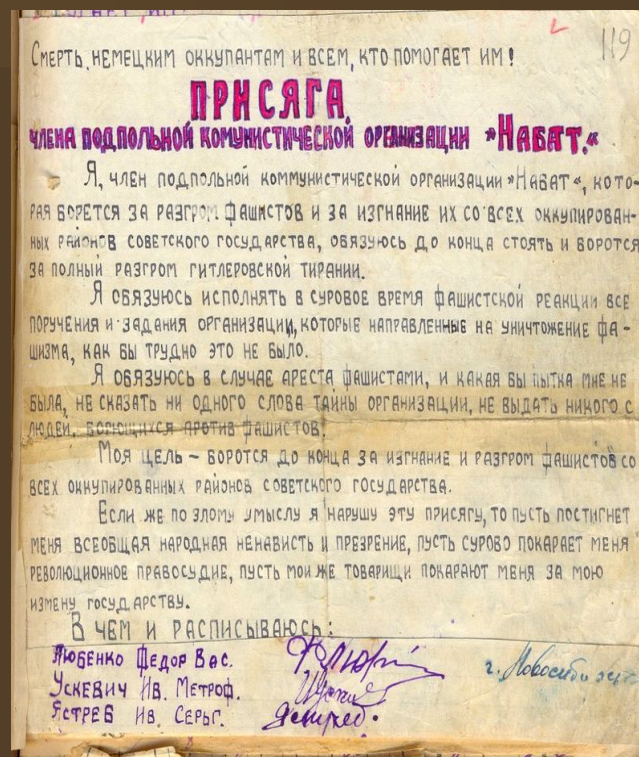 119
Смерть немецким оккупантам и всем, кто помогает им!
ПРИСЯГА
члена подпольной комунистической организации „Набат.“
Я, член подпольной коммунистической организации „Набат“, кото-
рая борется за разгром фашистов и за изгнание их со всех оккупирован-
ных районов советского государства, обязуюсь до конца стоять и боротся
за полный разгром гитлеровской тирании.
Я обязуюсь исполнять в суровое время фашистской реакции все
поручения и задания организации, которые направленные на уничтожение фа-
шизма, как бы трудно это не было.
Я обязуюсь в случае ареста фашистами, и какая бы пытка мне не
была, не сказать ни одного слова тайны организации, не выдать никого с
людей, борющихся против фашистов.
Моя цель – боротся до конца за изгнание и разгром фашистов со
всех оккупированных районов советского государства.
Если же по злому умыслу я нарушу эту присягу, то пусть постигнет
меня всеобщая народная ненависть и презрение, пусть сурово покарает меня
революционное правосудие, пусть мои же товарищи покарают меня за мою
измену государству.
В чем и расписываюсь:
Любенко Федор Вас.
Ускевич Ив. Метроф.
Ястреб Ив. Серьг. Ястреб.